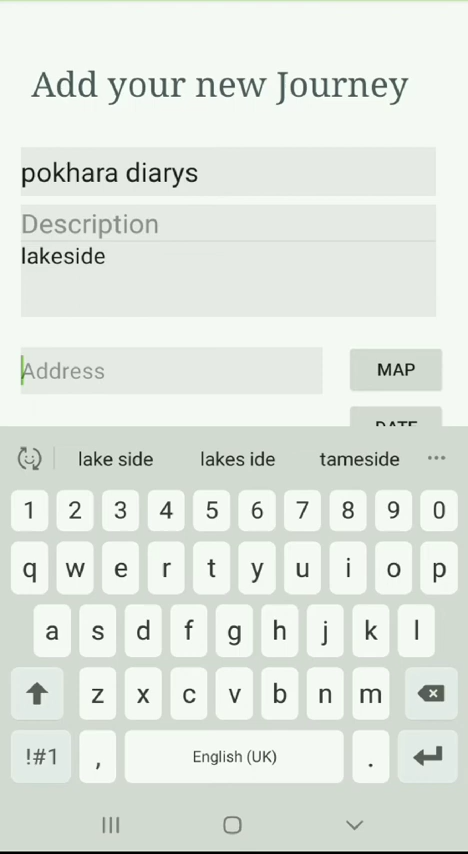 Add your new Journey
pokhara diarys
Description
lakeside
Address
MAP
DATE
lake side lakes ide tameside ...
1 2 3 4 5 6 7 8 9 0
q w e r t y u i o p
a s d f g h j k l
z x c v b n m
!#1 , English (UK) .